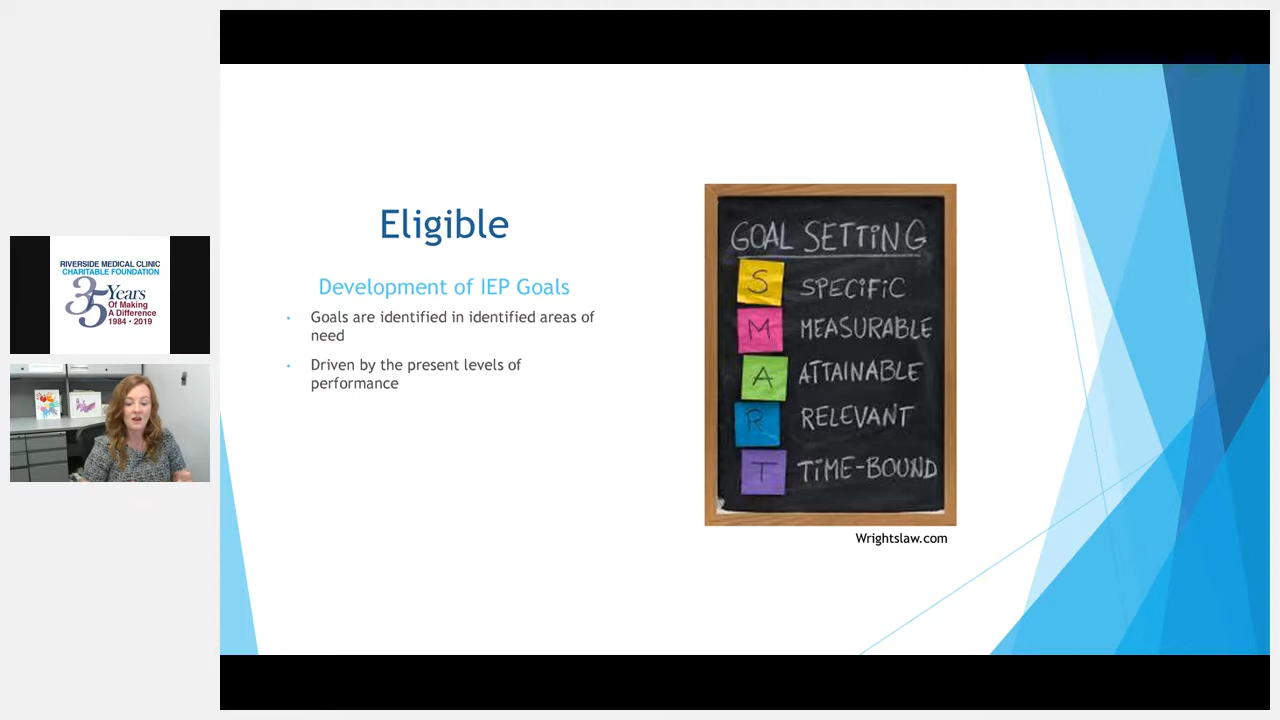 RIVERSIDE MEDICAL CLINIC
CHARITABLE FOUNDATION
35 Years
Of Making
A Difference
1984 • 2019
Eligible
Development of IEP Goals
• Goals are identified in identified areas of
need
• Driven by the present levels of
performance
GOAL SETTiNG
S SPECiFiC
M MEASURABLE
A ATTAiNABLE
R RELEVANT
T TiME-BOUND
Wrightslaw.com